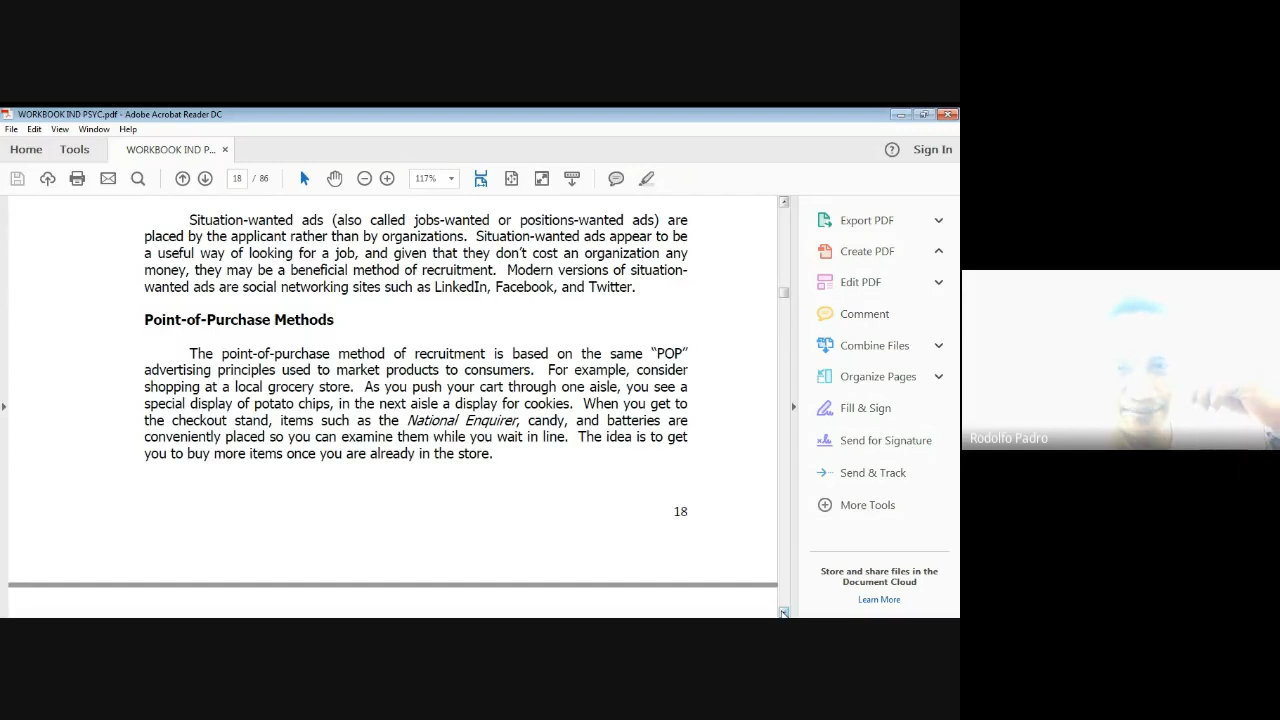 WORKBOOK IND PSYC.pdf - Adobe Acrobat Reader DC
File Edit View Window Help
Home Tools WORKBOOK IND P... × Sign In
18 / 86 117%
Situation-wanted ads (also called jobs-wanted or positions-wanted ads) are
placed by the applicant rather than by organizations. Situation-wanted ads appear to be
a useful way of looking for a job, and given that they don't cost an organization any
money, they may be a beneficial method of recruitment. Modern versions of situation-
wanted ads are social networking sites such as LinkedIn, Facebook, and Twitter.
Point-of-Purchase Methods
The point-of-purchase method of recruitment is based on the same “POP”
advertising principles used to market products to consumers. For example, consider
shopping at a local grocery store. As you push your cart through one aisle, you see a
special display of potato chips, in the next aisle a display for cookies. When you get to
the checkout stand, items such as the National Enquirer, candy, and batteries are
conveniently placed so you can examine them while you wait in line. The idea is to get
you to buy more items once you are already in the store.
18
Export PDF
Create PDF
Edit PDF
Comment
Combine Files
Organize Pages
Fill & Sign
Send for Signature
Send & Track
More Tools
Store and share files in the
Document Cloud
Learn More
Rodolfo Padro